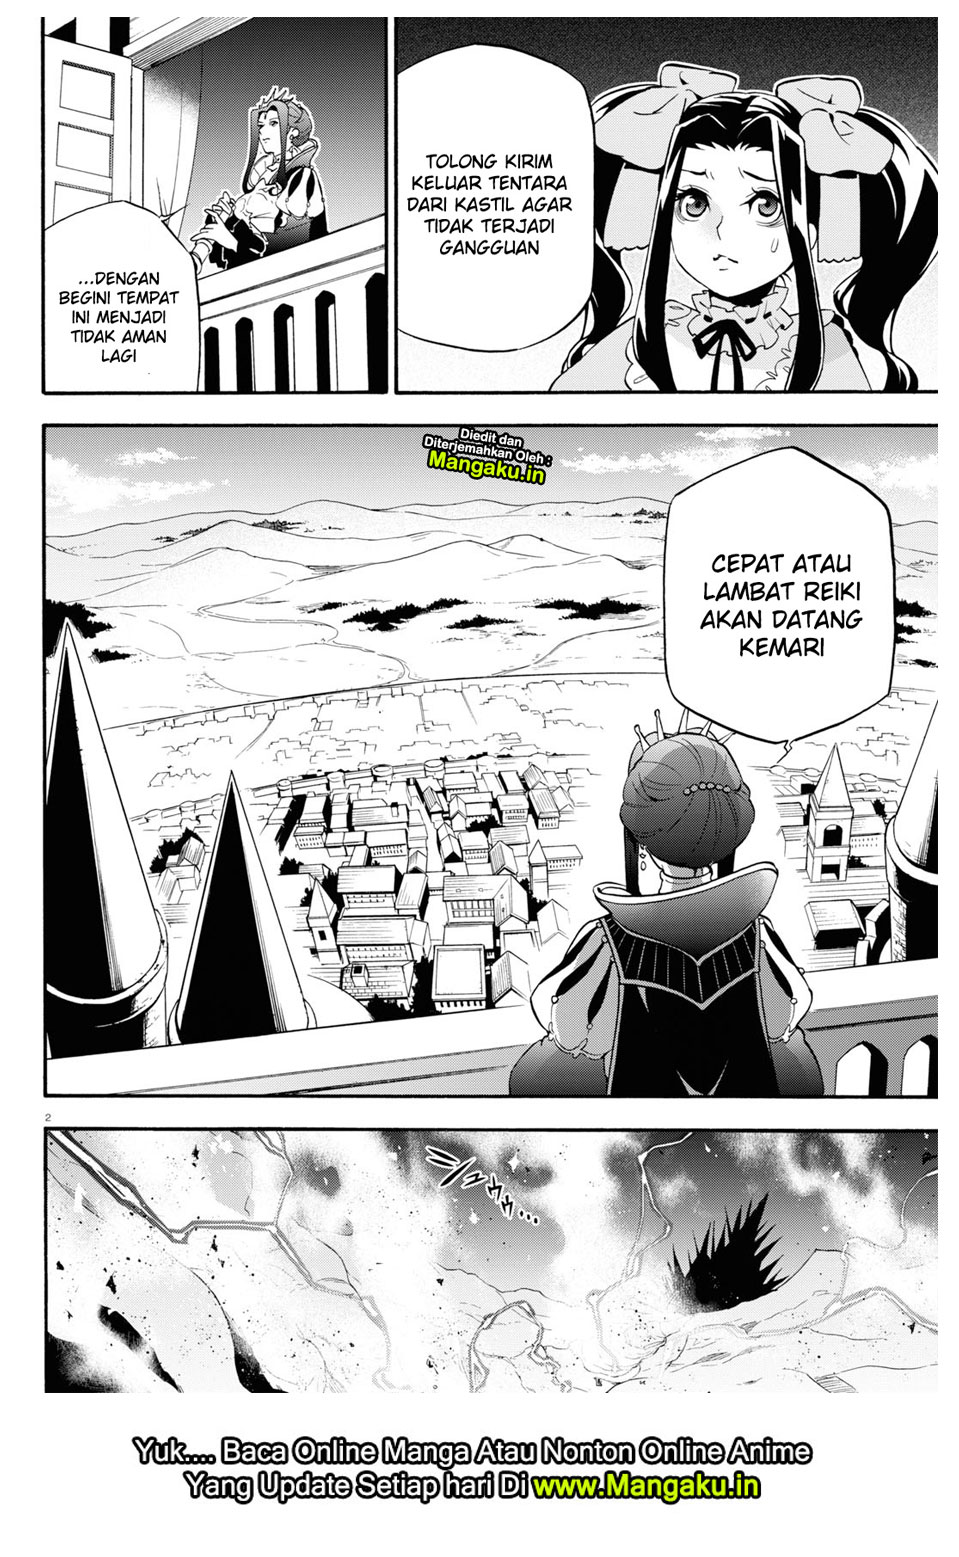 TOLONG KIRIM
KELUAR TENTARA
DARI KASTIL AGAR
TIDAK TERJADI
GANGGUAN
...DENGAN
BEGINI TEMPAT
INI MENJADI
TIDAK AMAN
LAGI
Diedit dan
Diterjemahkan Oleh :
Mangaku.in
CEPAT ATAU
LAMBAT REIKI
AKAN DATANG
KEMARI
2
Yuk.... Baca Online Manga Atau Nonton Online Anime
Yang Update Setiap hari Di www.Mangaku.in